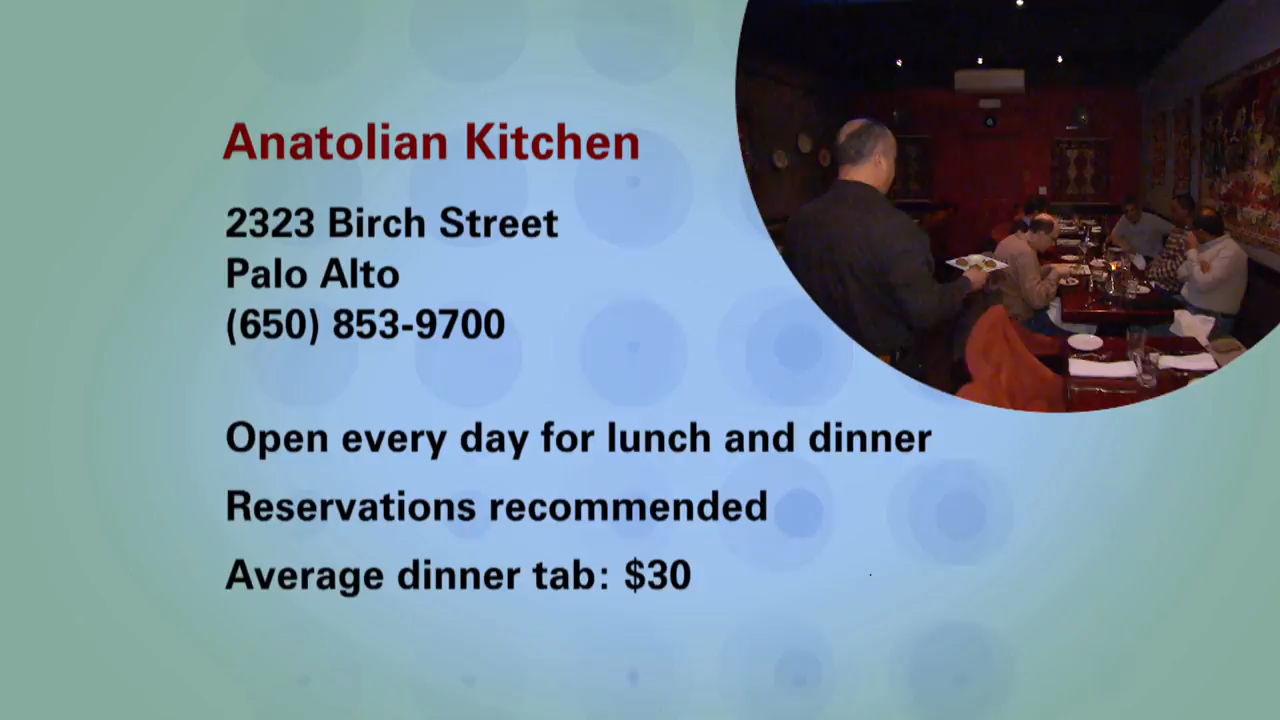 Anatolian Kitchen
2323 Birch Street
Palo Alto
(650) 853-9700
Open every day for lunch and dinner
Reservations recommended
Average dinner tab: $30